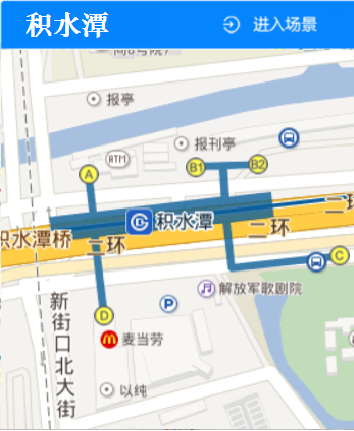 积水潭
进入场景
报亭
报刊亭
ATM
A
B1
B2
积水潭
二环
积水潭桥
二环
二环
C
解放军歌剧院
新街口北大街
D
P
麦当劳
以纯